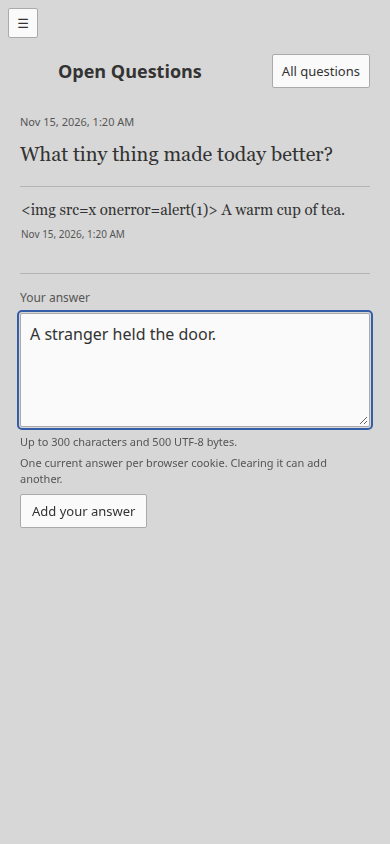 ☰
Open Questions
All questions
Nov 15, 2026, 1:20 AM
What tiny thing made today better?
<img src=x onerror=alert(1)> A warm cup of tea.
Nov 15, 2026, 1:20 AM
Your answer
A stranger held the door.
Up to 300 characters and 500 UTF-8 bytes.
One current answer per browser cookie. Clearing it can add
another.
Add your answer